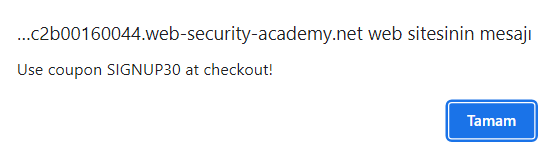 ...c2b00160044.web-security-academy.net web sitesinin mesajı
Use coupon SIGNUP30 at checkout!
Tamam